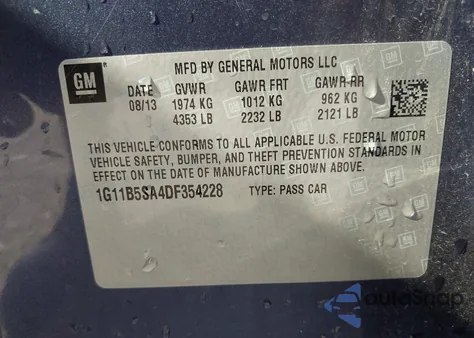 GM
MFD BY GENERAL MOTORS LLC
DATE GVWR GAWR FRT GAWR RR
08/13 1974 KG 1012 KG 962 KG
4353 LB 2232 LB 2121 LB
THIS VEHICLE CONFORMS TO ALL APPLICABLE U.S. FEDERAL MOTOR
VEHICLE SAFETY, BUMPER, AND THEFT PREVENTION STANDARDS IN
EFFECT ON THE DATE OF MANUFACTURE SHOWN ABOVE.
1G11B5SA4DF354228 TYPE: PASS CAR
autoSnap